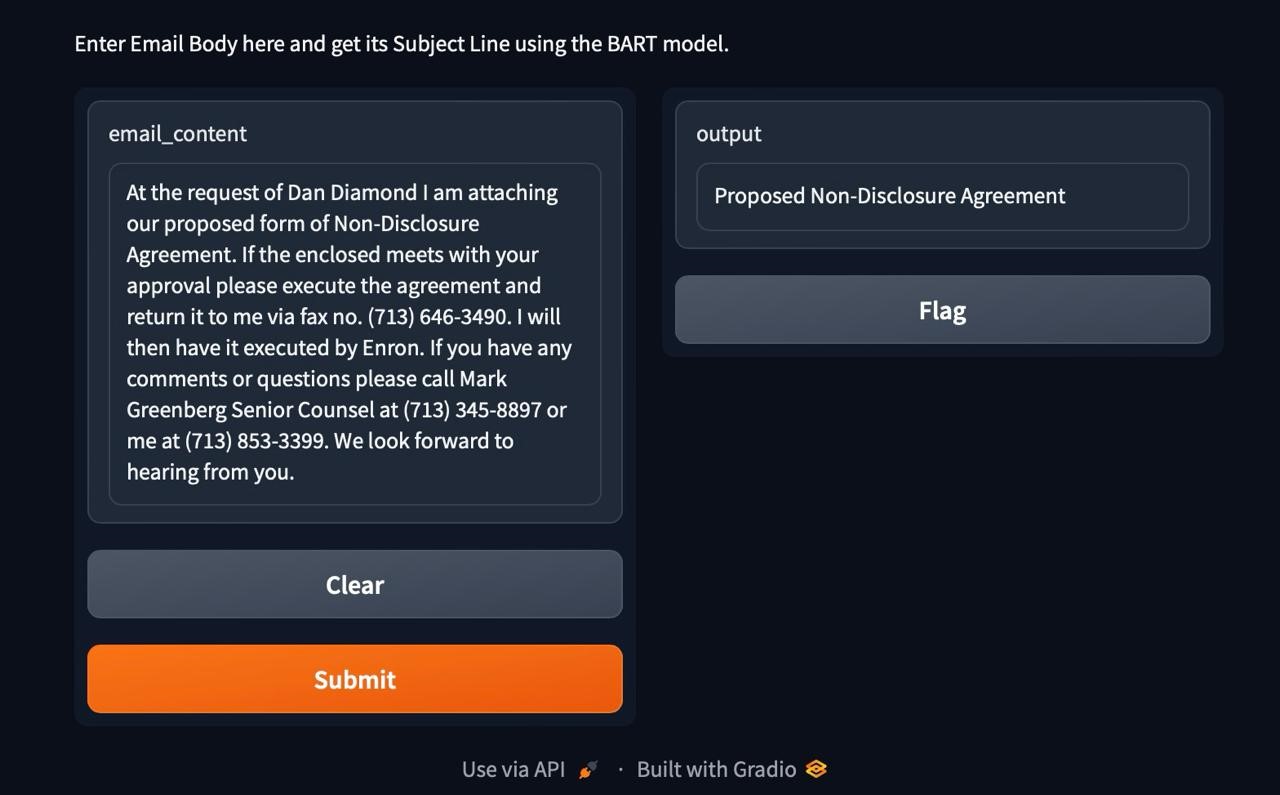 Enter Email Body here and get its Subject Line using the BART model.
email_content
At the request of Dan Diamond I am attaching
our proposed form of Non-Disclosure
Agreement. If the enclosed meets with your
approval please execute the agreement and
return it to me via fax no. (713) 646-3490. I will
then have it executed by Enron. If you have any
comments or questions please call Mark
Greenberg Senior Counsel at (713) 345-8897 or
me at (713) 853-3399. We look forward to
hearing from you.
Clear
Submit
output
Proposed Non-Disclosure Agreement
Flag
Use via API · Built with Gradio